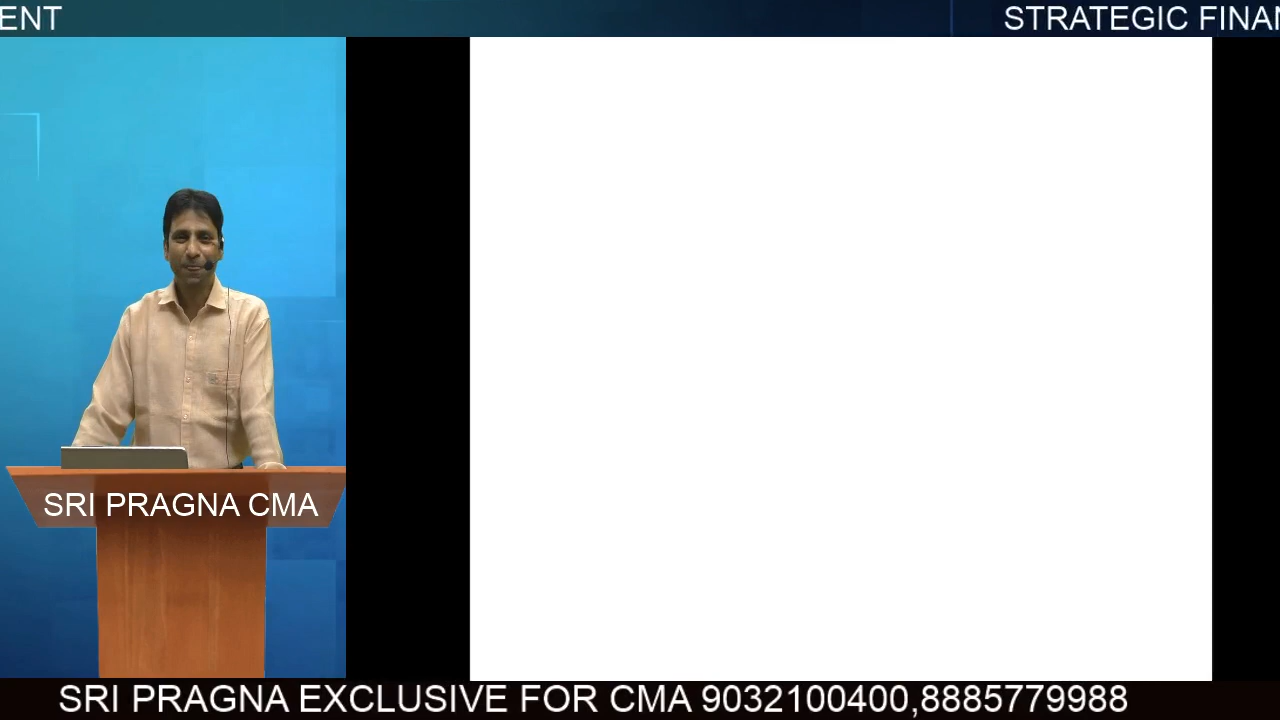 ENT STRATEGIC FINAN
SRI PRAGNA CMA
SRI PRAGNA EXCLUSIVE FOR CMA 9032100400,8885779988